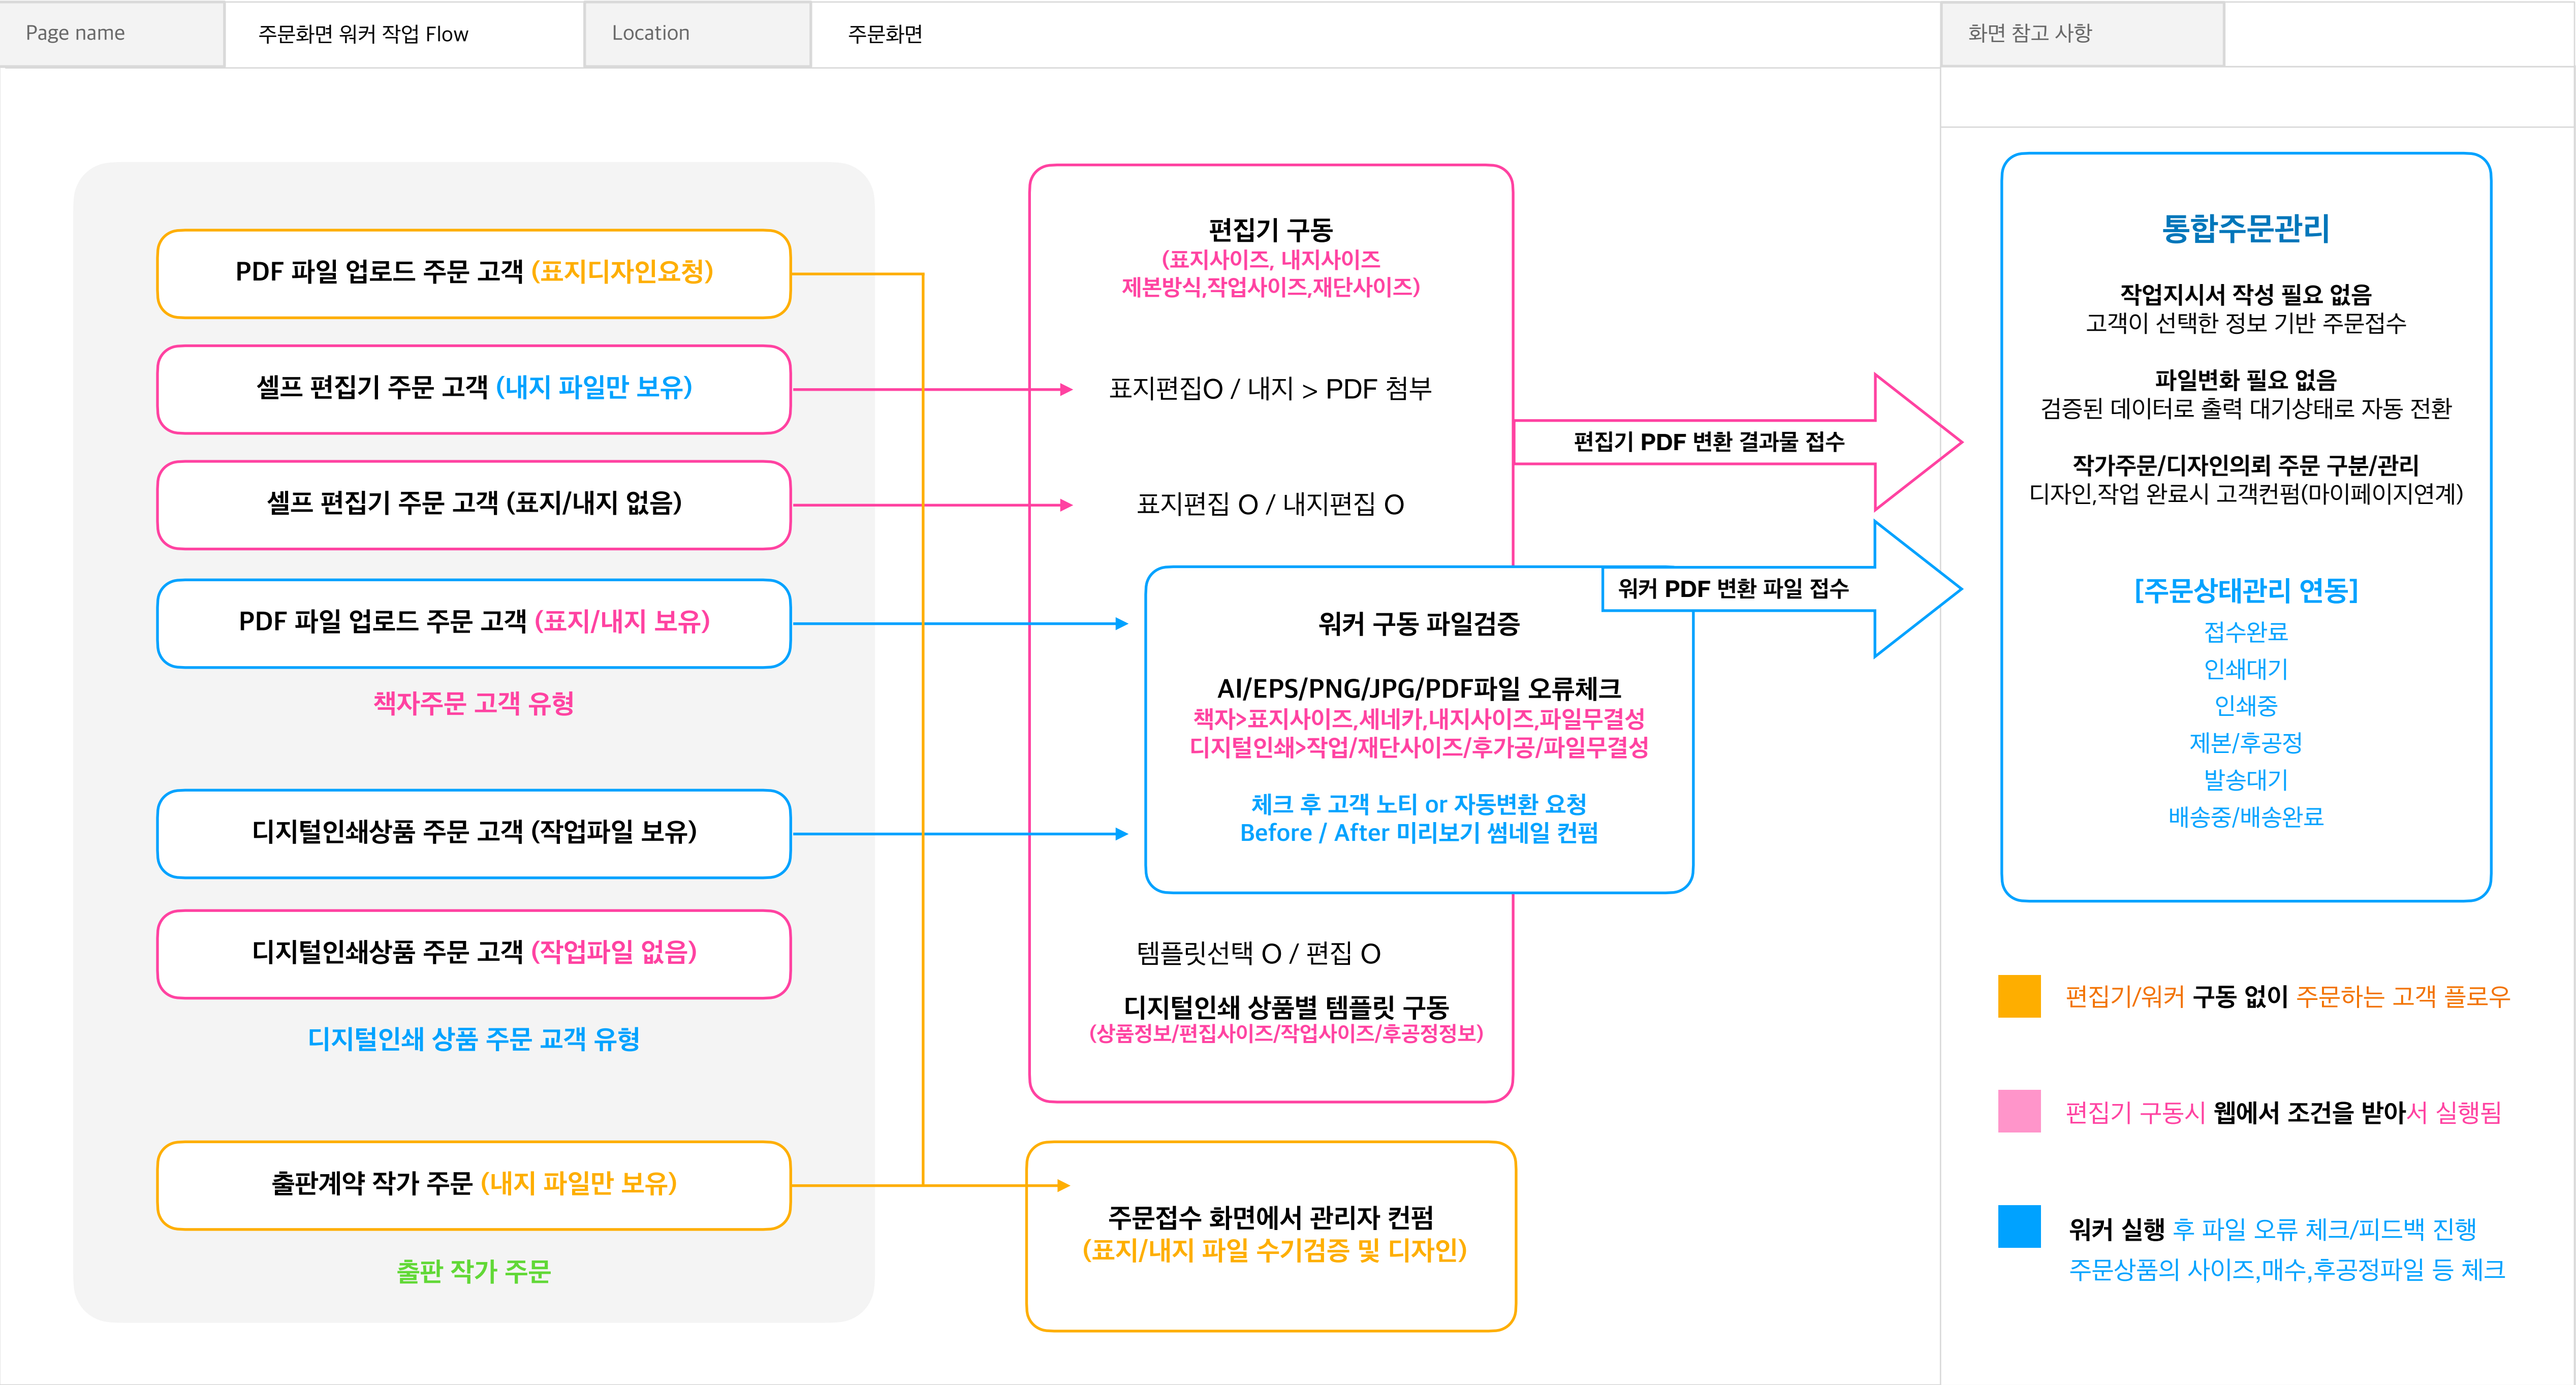 Page name
주문화면 워커 작업 Flow
Location
주문화면
화면 참고 사항
PDF 파일 업로드 주문 고객 (표지디자인요청)
셀프 편집기 주문 고객 (내지 파일만 보유)
셀프 편집기 주문 고객 (표지/내지 없음)
PDF 파일 업로드 주문 고객 (표지/내지 보유)
책자주문 고객 유형
디지털인쇄상품 주문 고객 (작업파일 보유)
디지털인쇄상품 주문 고객 (작업파일 없음)
디지털인쇄 상품 주문 교객 유형
출판계약 작가 주문 (내지 파일만 보유)
출판 작가 주문
편집기 구동
(표지사이즈, 내지사이즈
제본방식,작업사이즈,재단사이즈)
표지편집O / 내지 > PDF 첨부
표지편집 O / 내지편집 O
워커 구동 파일검증
AI/EPS/PNG/JPG/PDF파일 오류체크
책자>표지사이즈,세네카,내지사이즈,파일무결성
디지털인쇄>작업/재단사이즈/후가공/파일무결성
체크 후 고객 노티 or 자동변환 요청
Before / After 미리보기 썸네일 컨펌
템플릿선택 O / 편집 O
디지털인쇄 상품별 템플릿 구동
(상품정보/편집사이즈/작업사이즈/후공정정보)
주문접수 화면에서 관리자 컨펌
(표지/내지 파일 수기검증 및 디자인)
편집기 PDF 변환 결과물 접수
워커 PDF 변환 파일 접수
통합주문관리
작업지시서 작성 필요 없음
고객이 선택한 정보 기반 주문접수
파일변화 필요 없음
검증된 데이터로 출력 대기상태로 자동 전환
작가주문/디자인의뢰 주문 구분/관리
디자인,작업 완료시 고객컨펌(마이페이지연계)
[주문상태관리 연동]
접수완료
인쇄대기
인쇄중
제본/후공정
발송대기
배송중/배송완료
편집기/워커 구동 없이 주문하는 고객 플로우
편집기 구동시 웹에서 조건을 받아서 실행됨
워커 실행 후 파일 오류 체크/피드백 진행
주문상품의 사이즈,매수,후공정파일 등 체크